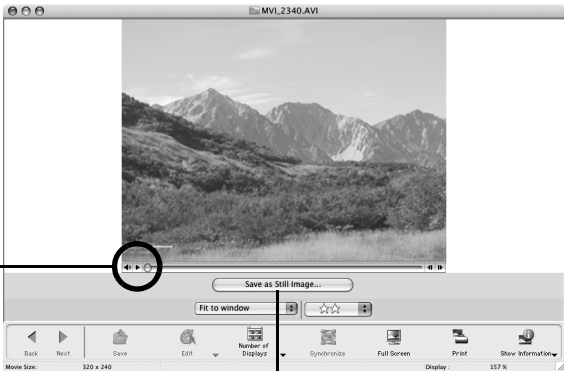 MVI_2340.AVI
Save as Still Image...
Fit to window
Back Next Save Edit Number of Displays Synchronize Full Screen Print Show Information
Movie Size: 320 x 240 Display : 157 %